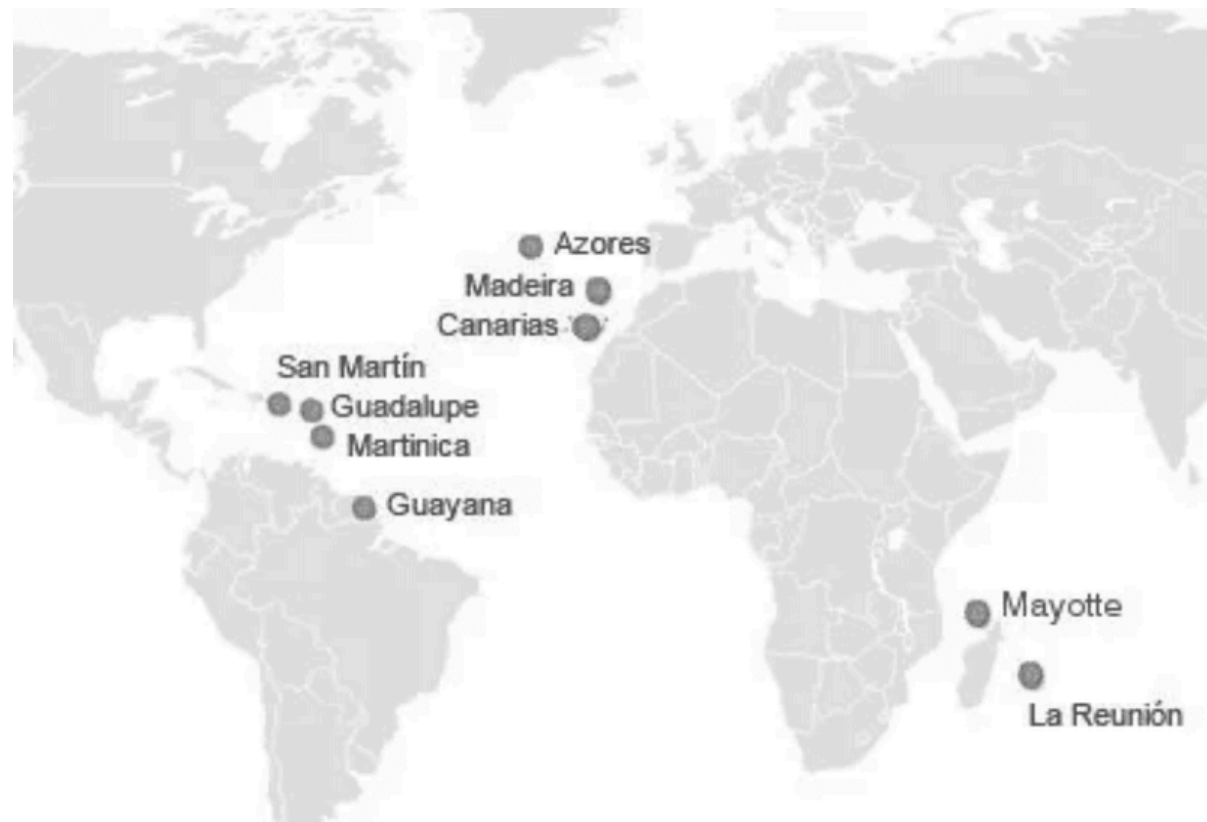 Azores
Madeira
Canarias
San Martín
Guadalupe
Martinica
Guayana
Mayotte
La Reunión